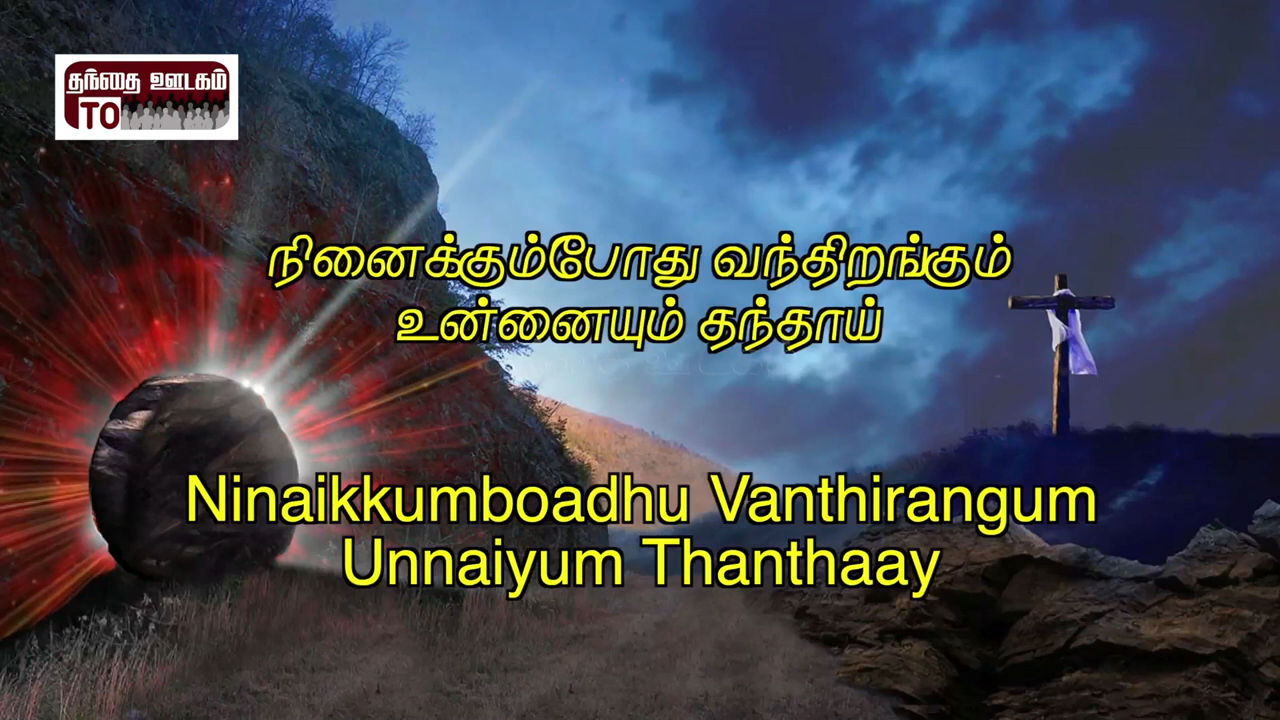 தந்தை ஊடகம்
TO
நினைக்கும்போது வந்திறங்கும்
உன்னையும் தந்தாய்
Ninaikkumboadhu Vanthirangum
Unnaiyum Thanthaay